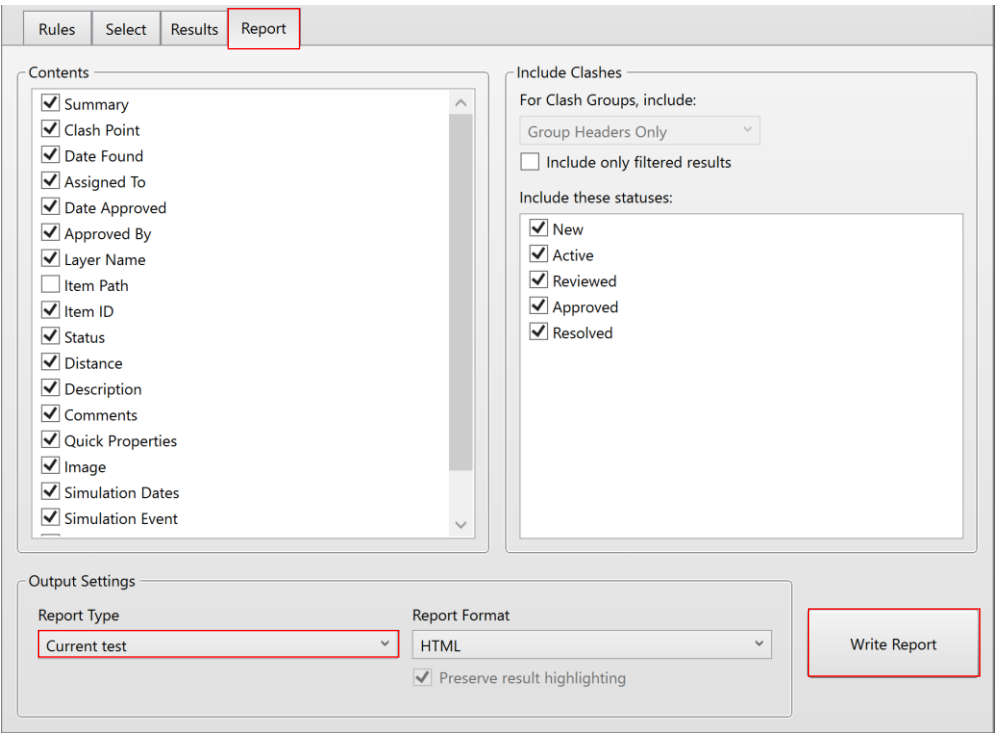 Rules Select Results Report
Contents
Summary
Clash Point
Date Found
Assigned To
Date Approved
Approved By
Layer Name
Item Path
Item ID
Status
Distance
Description
Comments
Quick Properties
Image
Simulation Dates
Simulation Event
Include Clashes
For Clash Groups, include:
Group Headers Only
Include only filtered results
Include these statuses:
New
Active
Reviewed
Approved
Resolved
Output Settings
Report Type
Current test
Report Format
HTML
Preserve result highlighting
Write Report